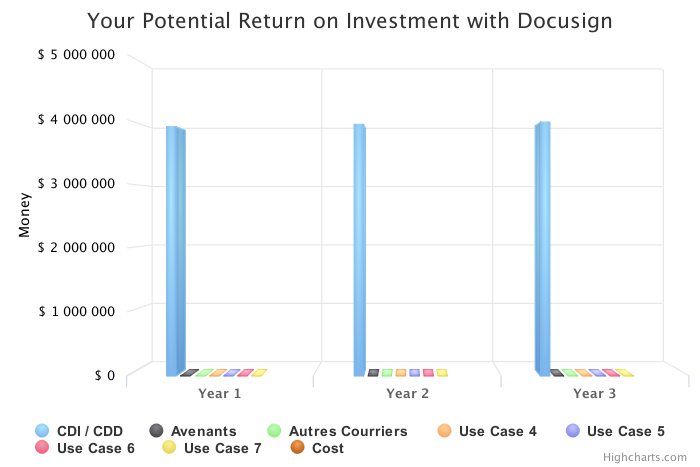 Your Potential Return on Investment with Docusign
$ 5 000 000
$ 4 000 000
$ 3 000 000
$ 2 000 000
$ 1 000 000
$ 0
Money
Year 1 Year 2 Year 3
CDI / CDD Avenants Autres Courriers Use Case 4 Use Case 5
Use Case 6 Use Case 7 Cost
Highcharts.com